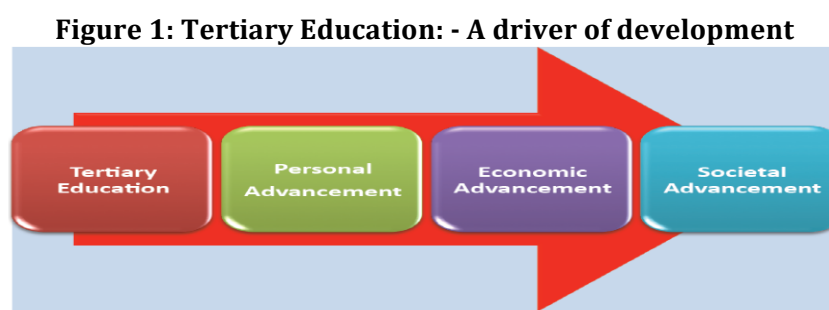 Figure 1: Tertiary Education: - A driver of development
Tertiary
Education
Personal
Advancement
Economic
Advancement
Societal
Advancement